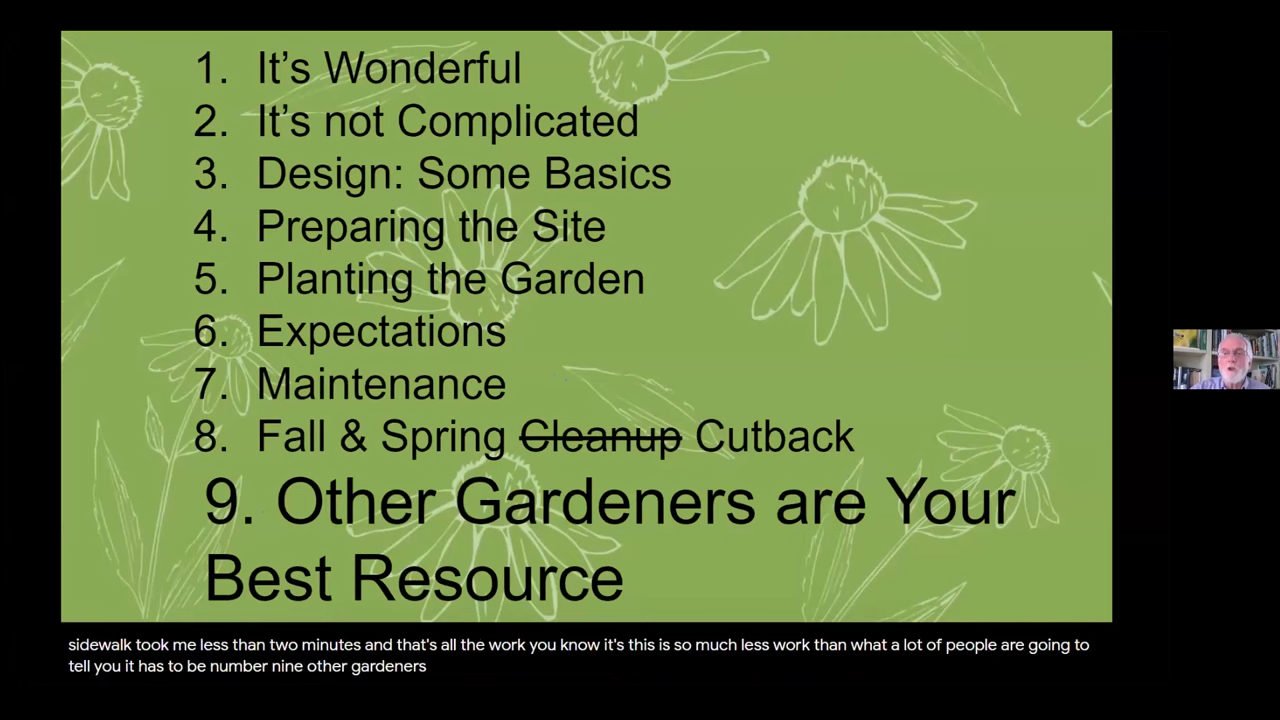 1. It's Wonderful
2. It's not Complicated
3. Design: Some Basics
4. Preparing the Site
5. Planting the Garden
6. Expectations
7. Maintenance
8. Fall & Spring Cleanup Cutback
9. Other Gardeners are Your
Best Resource
sidewalk took me less than two minutes and that's all the work you know it's this is so much less work than what a lot of people are going to
tell you it has to be number nine other gardeners